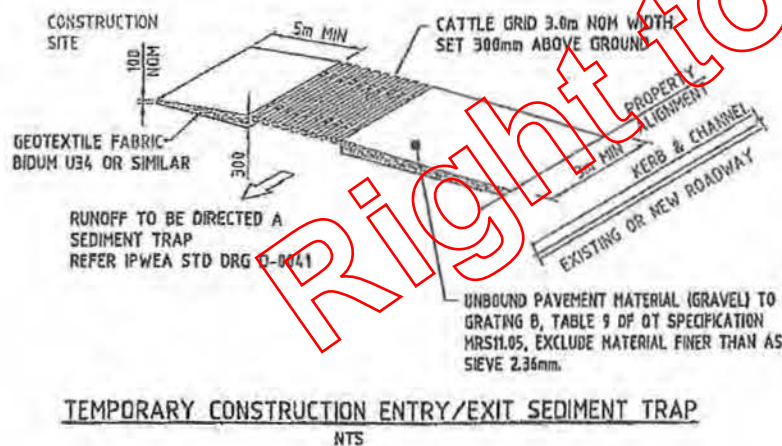 CONSTRUCTION
SITE
100
NOM
5m MIN
CATTLE GRID 3.0m NOM WIDTH,
SET 300mm ABOVE GROUND
Right to
PROPERTY
ALIGNMENT
GEOTEXTILE FABRIC-
BIDUM U34 OR SIMILAR
300
MIN
KERB & CHANNEL
EXISTING OR NEW ROADWAY
RUNOFF TO BE DIRECTED A
SEDIMENT TRAP
REFER IPWEA STD DRG D-0041
UNBOUND PAVEMENT MATERIAL (GRAVEL) TO
GRATING B, TABLE 9 OF OT SPECIFICATION
MRS11.05, EXCLUDE MATERIAL FINER THAN AS
SIEVE 2.36mm.
TEMPORARY CONSTRUCTION ENTRY/EXIT SEDIMENT TRAP
NTS